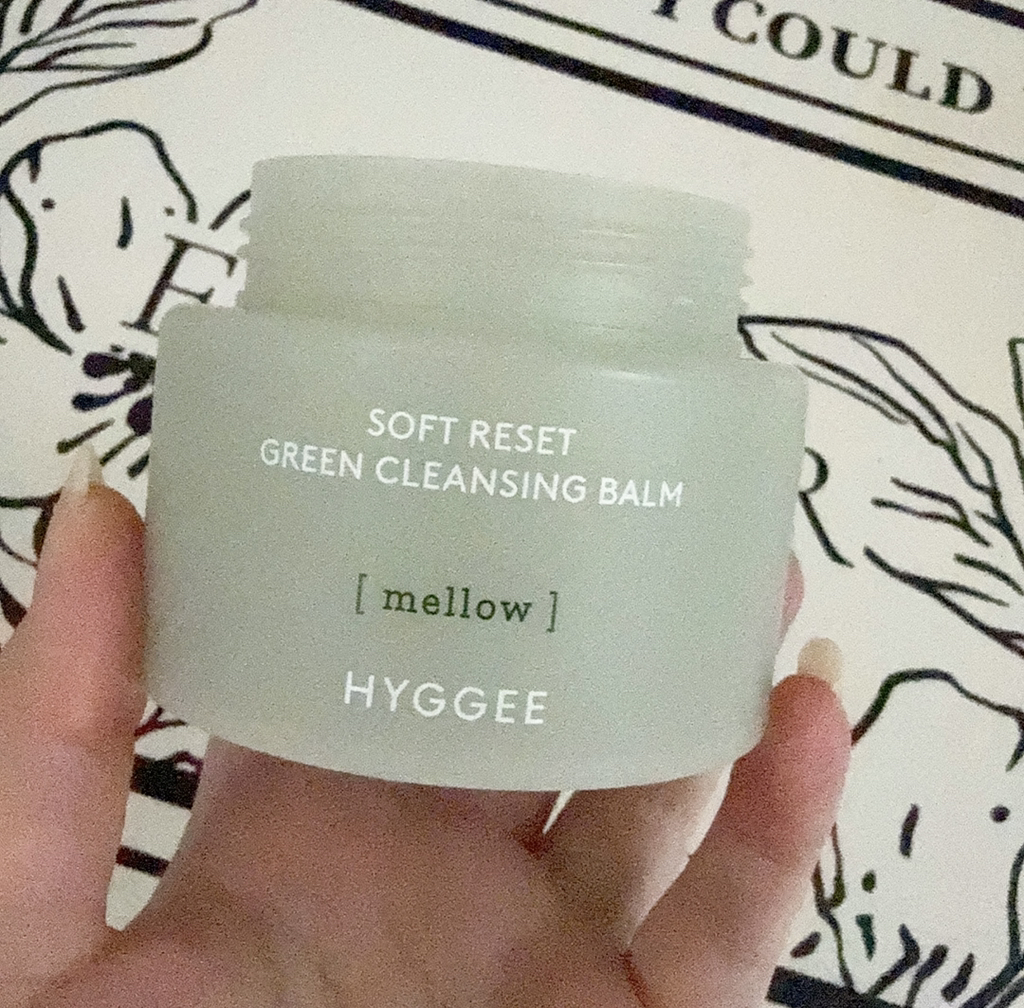 COULD
SOFT RESET
GREEN CLEANSING BALM
[ mellow ]
HYGGEE